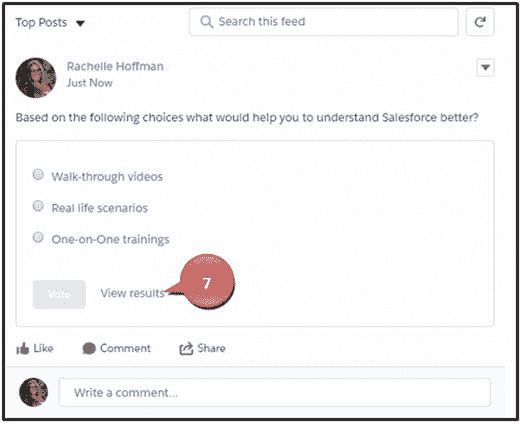 Top Posts
Search this feed
Rachelle Hoffman
Just Now
Based on the following choices what would help you to understand Salesforce better?
Walk-through videos
Real life scenarios
One-on-One trainings
Vote View results 7
Like Comment Share
Write a comment...